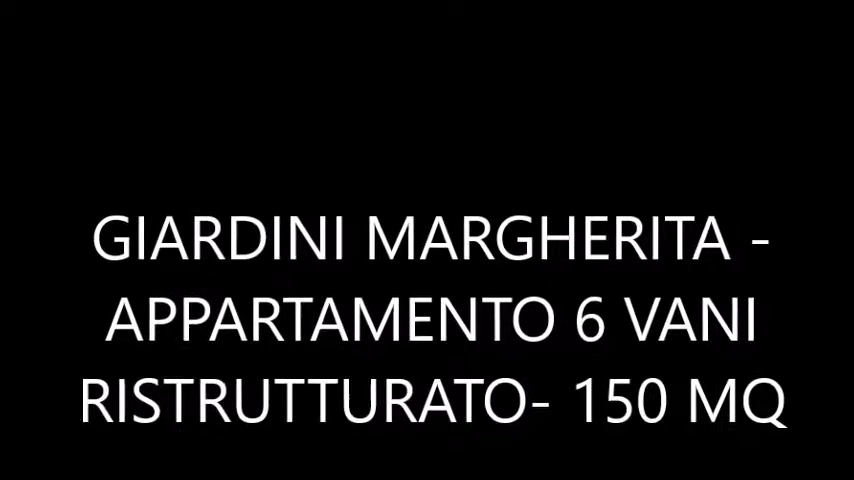 GIARDINI MARGHERITA -
APPARTAMENTO 6 VANI
RISTRUTTURATO- 150 MQ